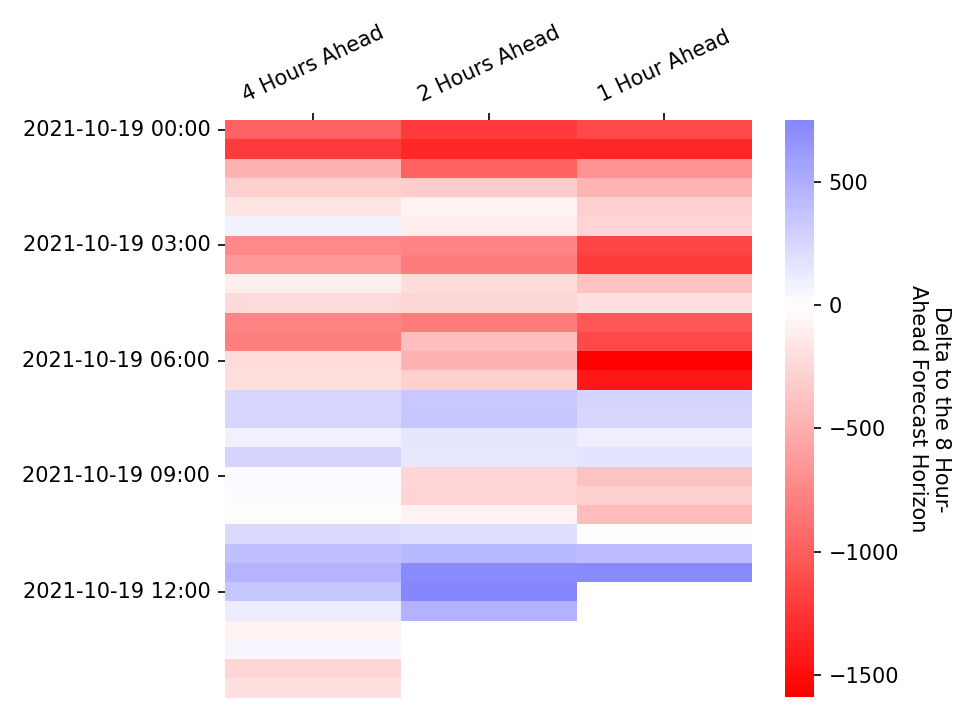 4 Hours Ahead
2 Hours Ahead
1 Hour Ahead
2021-10-19 00:00
2021-10-19 03:00
2021-10-19 06:00
2021-10-19 09:00
2021-10-19 12:00
500
0
−500
−1000
−1500
Delta to the 8 Hour-
Ahead Forecast Horizon